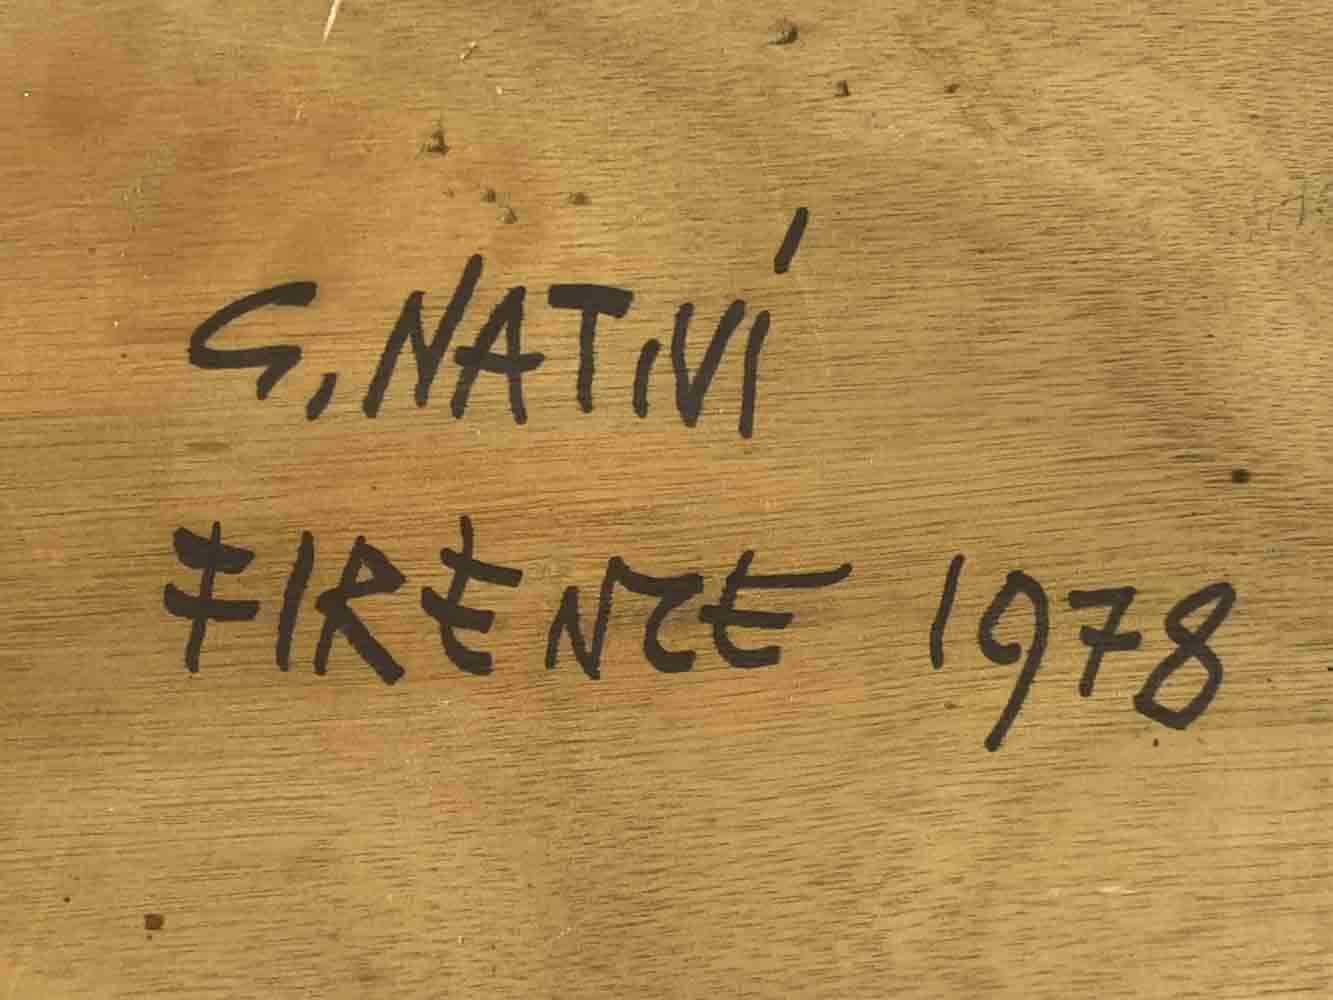 G. NATIVI
FIRENZE 1978